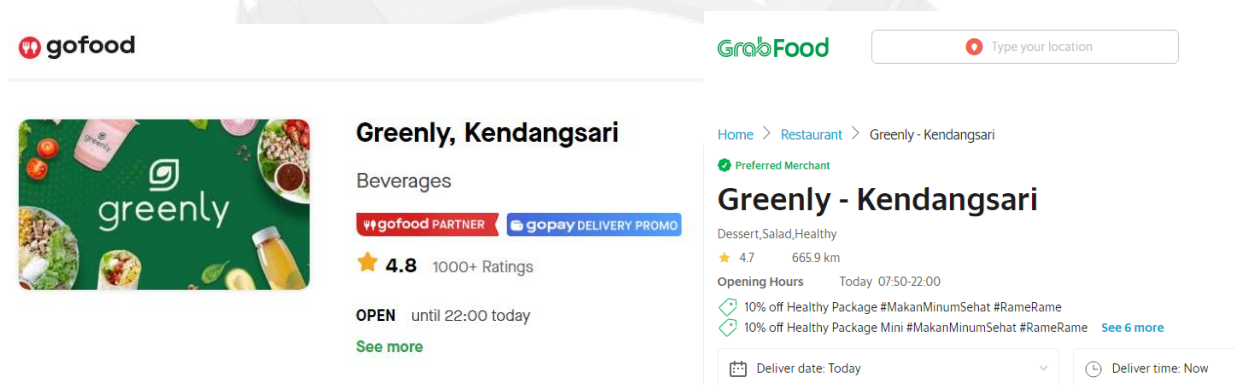 gofood
greenly
Greenly, Kendangsari
Beverages
gofood PARTNER
gopay DELIVERY PROMO
4.8 1000+ Ratings
OPEN until 22:00 today
See more
GrabFood
Type your location
Home > Restaurant > Greenly - Kendangsari
Preferred Merchant
Greenly - Kendangsari
Dessert,Salad,Healthy
4.7 665.9 km
Opening Hours Today 07:50-22:00
10% off Healthy Package #MakanMinumSehat #RameRame
10% off Healthy Package Mini #MakanMinumSehat #RameRame See 6 more
Deliver date: Today
Deliver time: Now